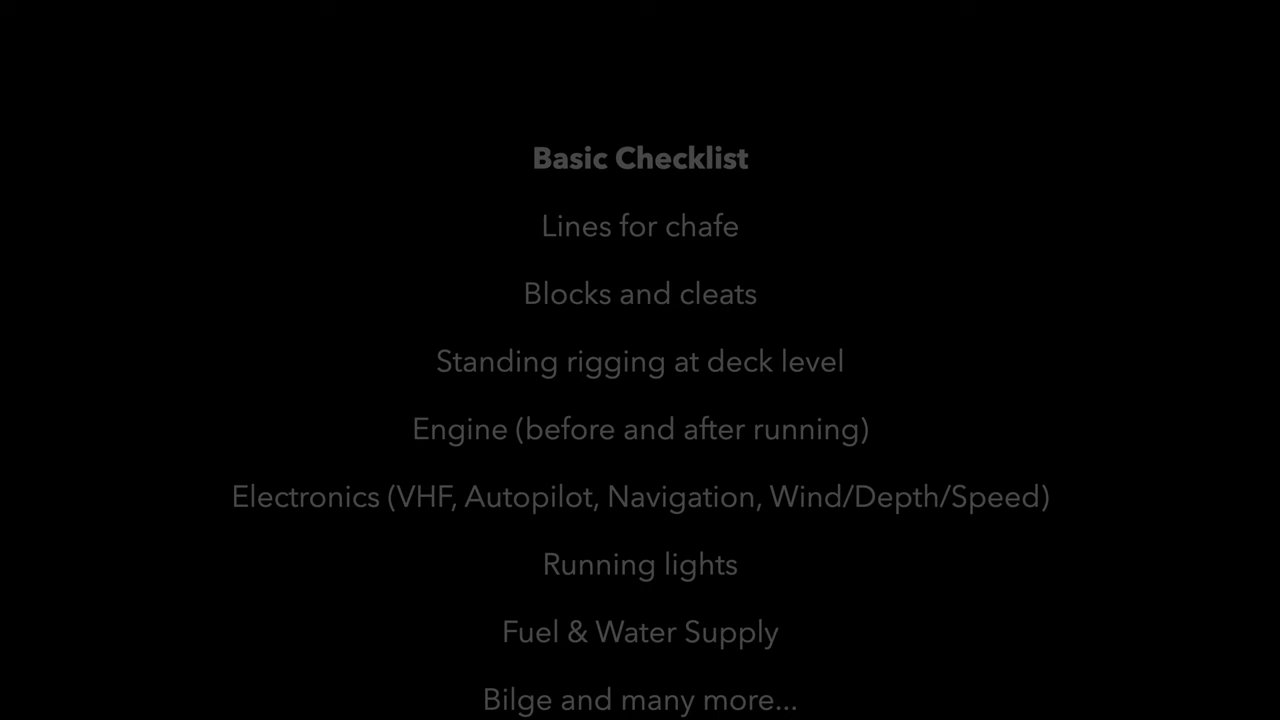 Basic Checklist
Lines for chafe
Blocks and cleats
Standing rigging at deck level
Engine (before and after running)
Electronics (VHF, Autopilot, Navigation, Wind/Depth/Speed)
Running lights
Fuel & Water Supply
Bilge and many more...